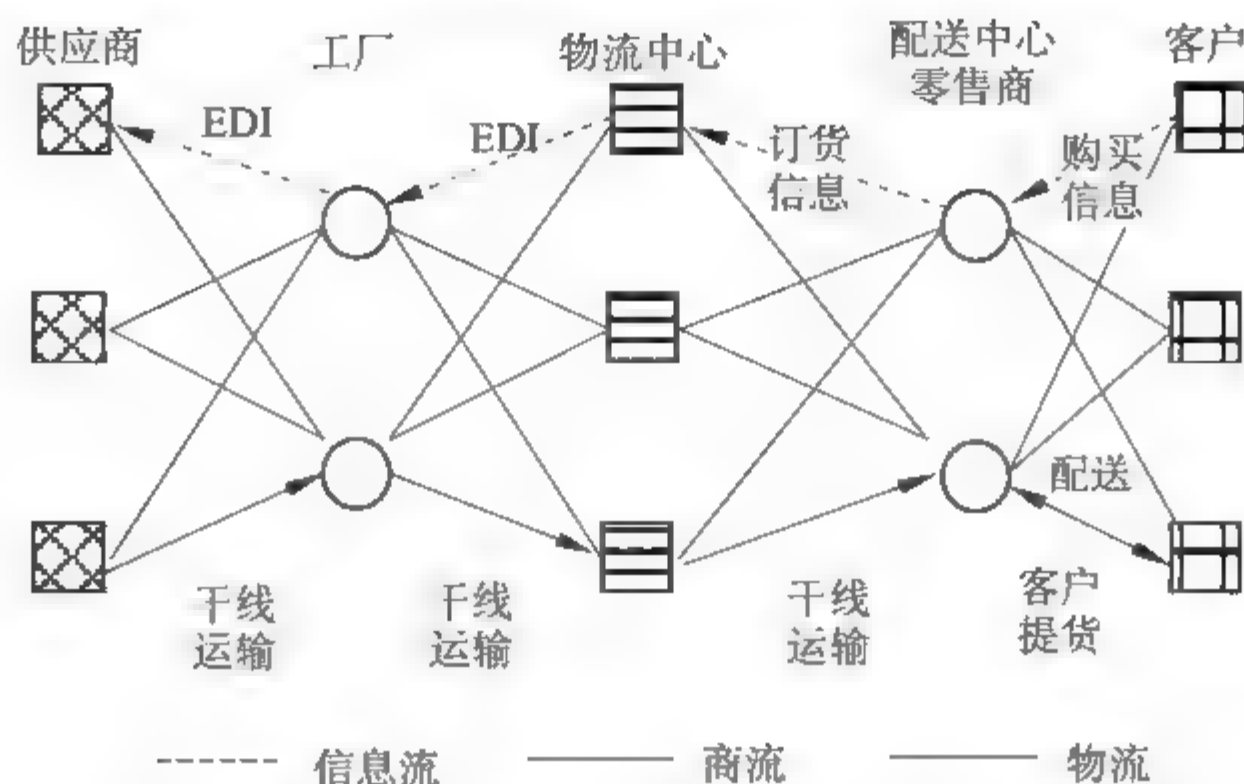 供应商
工厂
物流中心
配送中心
零售商
客户
EDI
EDI
订货
信息
购买
信息
配送
干线
运输
干线
运输
干线
运输
客户
提货
信息流
商流
物流